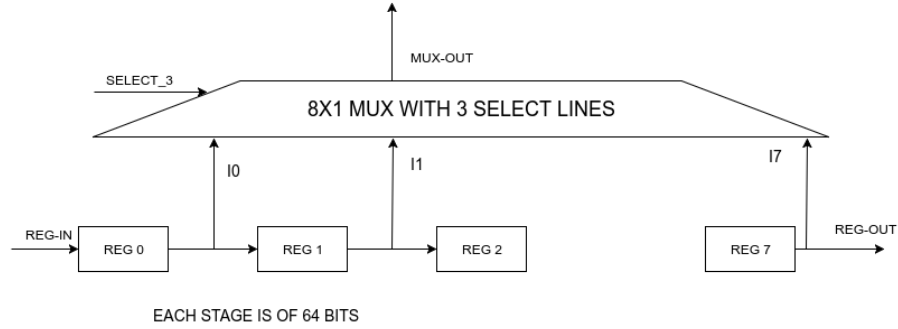 MUX-OUT
SELECT_3
8X1 MUX WITH 3 SELECT LINES
I0
I1
I7
REG-IN
REG 0
REG 1
REG 2
REG 7
REG-OUT
EACH STAGE IS OF 64 BITS